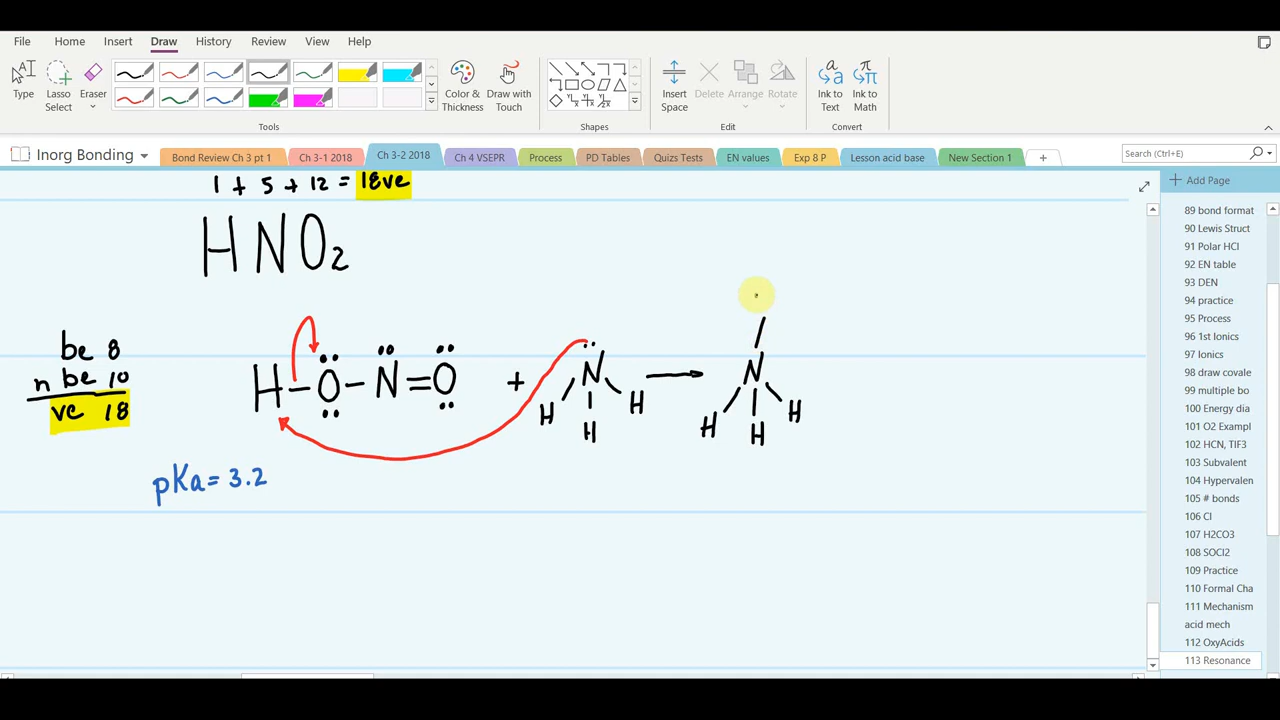 File Home Insert Draw History Review View Help
Type Lasso Select Eraser Color & Thickness Draw with Touch Insert Space Delete Arrange Rotate Ink to Text Ink to Math
Tools Shapes Edit Convert
Inorg Bonding Bond Review Ch 3 pt 1 Ch 3-1 2018 Ch 3-2 2018 Ch 4 VSEPR Process PD Tables Quizs Tests EN values Exp 8 P Lesson acid base New Section 1 + Search (Ctrl+E)
1 + 5 + 12 = 18ve
HNO2
be 8
n be 10
ve 18
H – O – N = O + N →  N
H H H H H H
pKa = 3.2
+ Add Page
89 bond format
90 Lewis Struct
91 Polar HCl
92 EN table
93 DEN
94 practice
95 Process
96 1st Ionics
97 Ionics
98 draw covale
99 multiple bo
100 Energy dia
101 O2 Exampl
102 HCN, TIF3
103 Subvalent
104 Hypervalen
105 # bonds
106 CI
107 H2CO3
108 SOCl2
109 Practice
110 Formal Cha
111 Mechanism
acid mech
112 OxyAcids
113 Resonance